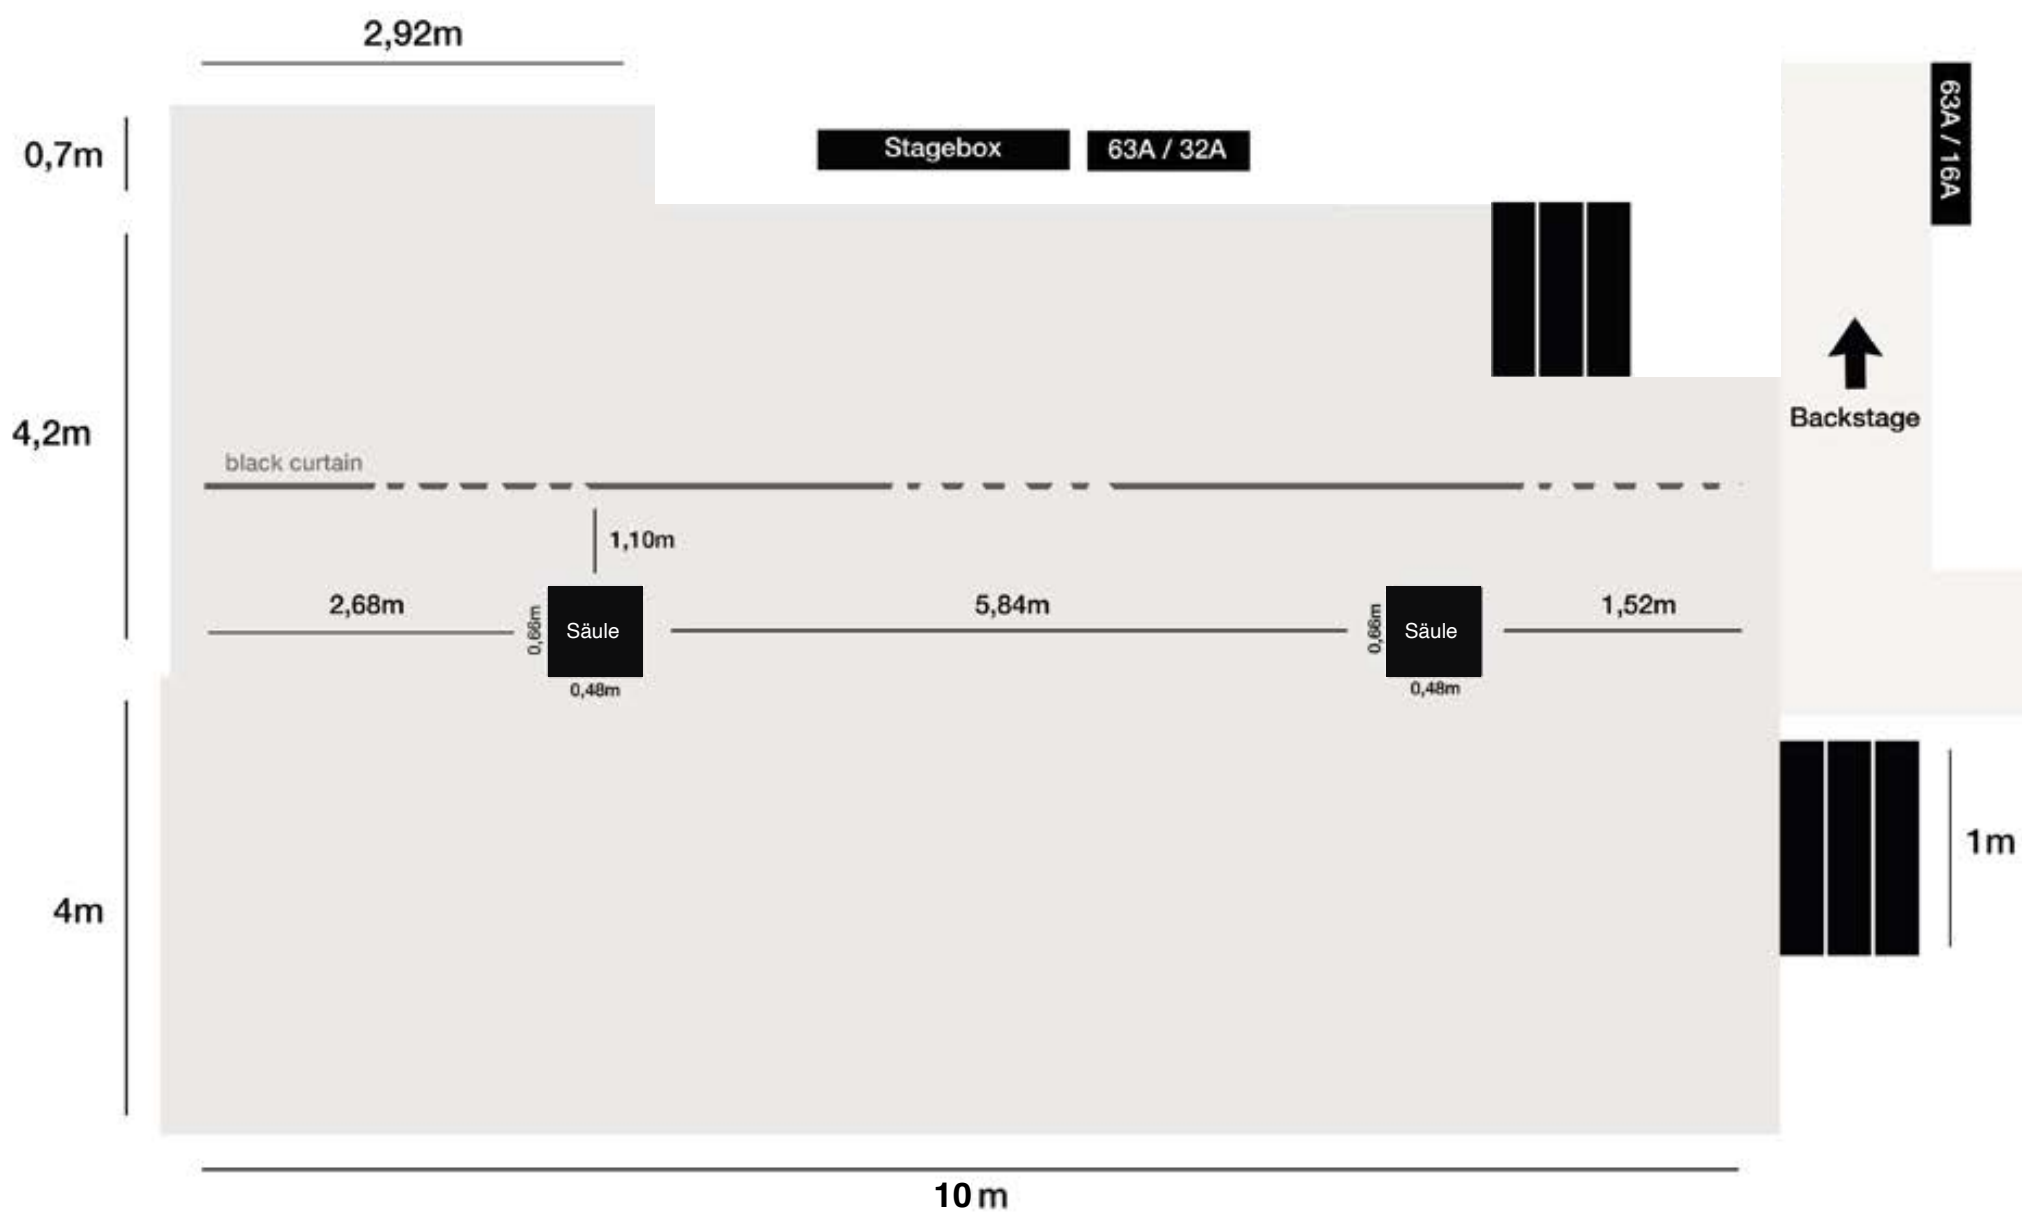 2,92m
0,7m
Stagebox
63A / 32A
63A / 16A
4,2m
Backstage
black curtain
1,10m
2,68m
0,66m
Säule
0,48m
5,84m
0,66m
Säule
0,48m
1,52m
4m
1m
10 m